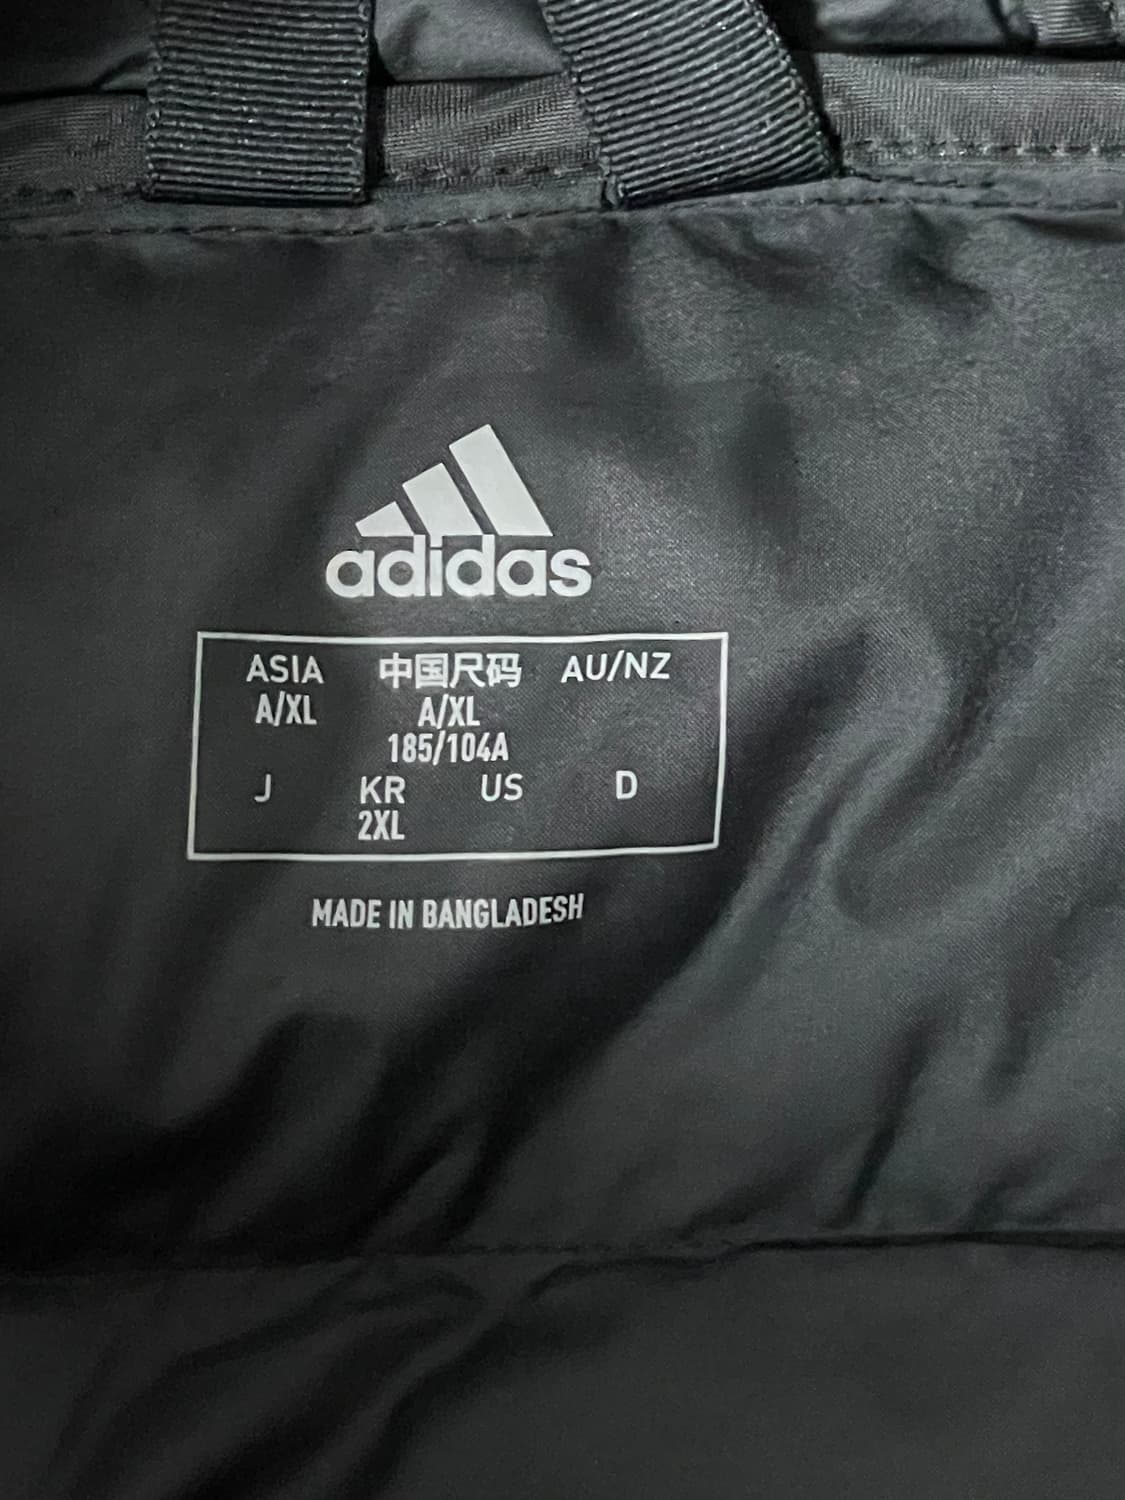 adidas
ASIA 中国尺码 AU/NZ
A/XL A/XL
185/104A
J KR US D
2XL
MADE IN BANGLADESH